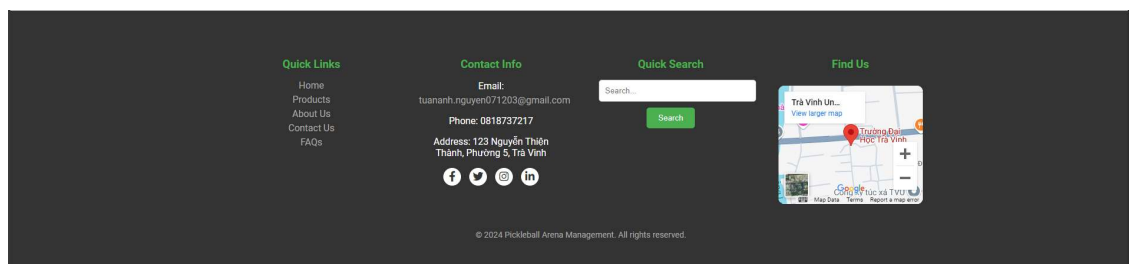 Quick Links
Home
Products
About Us
Contact Us
FAQs
Contact Info
Email:
tuananh.nguyen071203@gmail.com
Phone: 0818737217
Address: 123 Nguyễn Thiện
Thành, Phường 5, Trà Vinh
Quick Search
Search...
Search
Find Us
Trà Vinh Un...
View larger map
Trường Đại
Học Trà Vinh
+
−
Google
túc xá TVU
Map Data Terms Report a map error
© 2024 Pickleball Arena Management. All rights reserved.